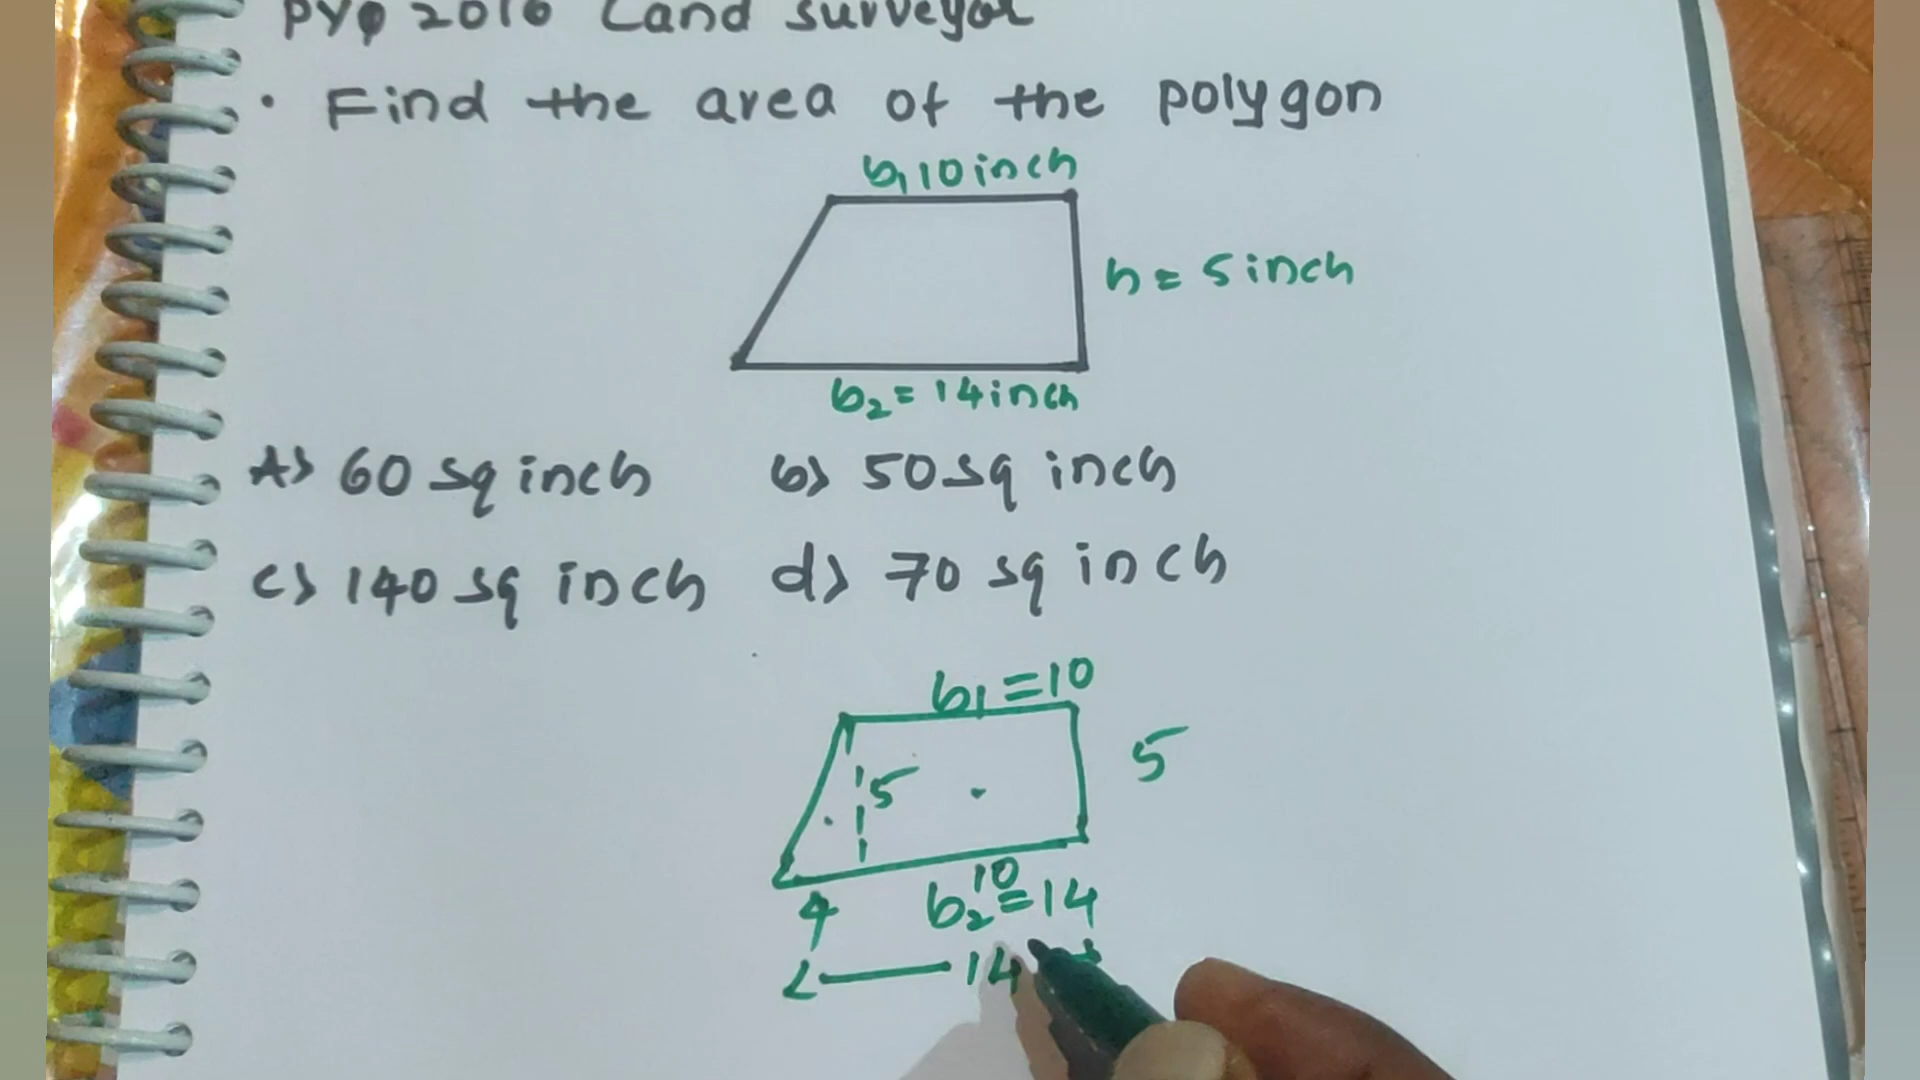 PYQ 2016 Land surveyor
• Find the area of the polygon
b1 10 inch
h = 5 inch
b2 = 14 inch
A) 60 sq inch b) 50 sq inch
c) 140 sq inch d) 70 sq inch
b1 = 10
5
5
10
4 b2 = 14
14